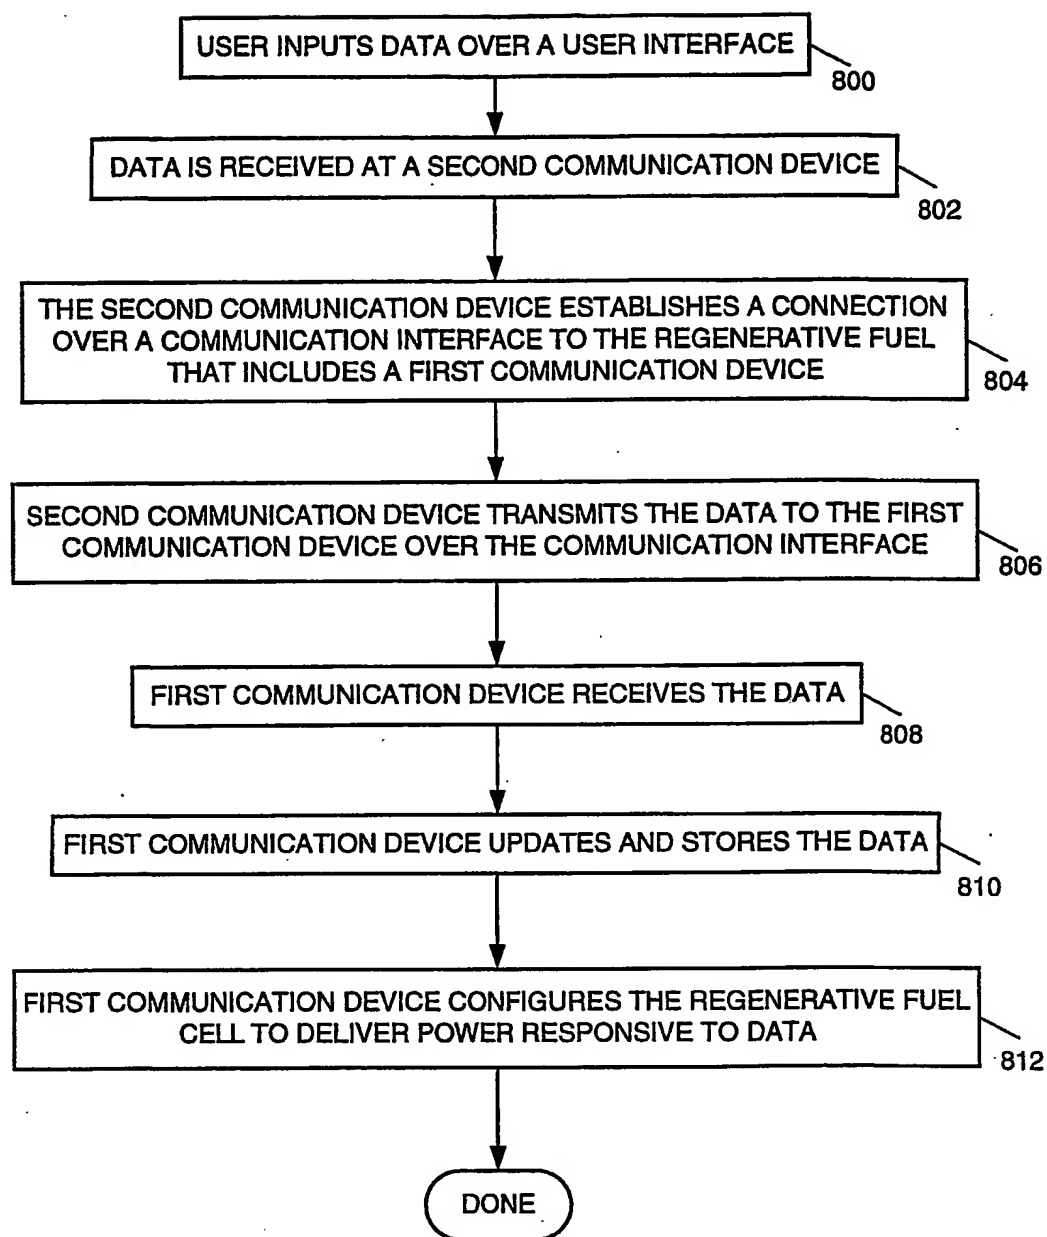 USER INPUTS DATA OVER A USER INTERFACE
800
DATA IS RECEIVED AT A SECOND COMMUNICATION DEVICE
802
THE SECOND COMMUNICATION DEVICE ESTABLISHES A CONNECTION
OVER A COMMUNICATION INTERFACE TO THE REGENERATIVE FUEL
THAT INCLUDES A FIRST COMMUNICATION DEVICE
804
SECOND COMMUNICATION DEVICE TRANSMITS THE DATA TO THE FIRST
COMMUNICATION DEVICE OVER THE COMMUNICATION INTERFACE
806
FIRST COMMUNICATION DEVICE RECEIVES THE DATA
808
FIRST COMMUNICATION DEVICE UPDATES AND STORES THE DATA
810
FIRST COMMUNICATION DEVICE CONFIGURES THE REGENERATIVE FUEL
CELL TO DELIVER POWER RESPONSIVE TO DATA
812
DONE